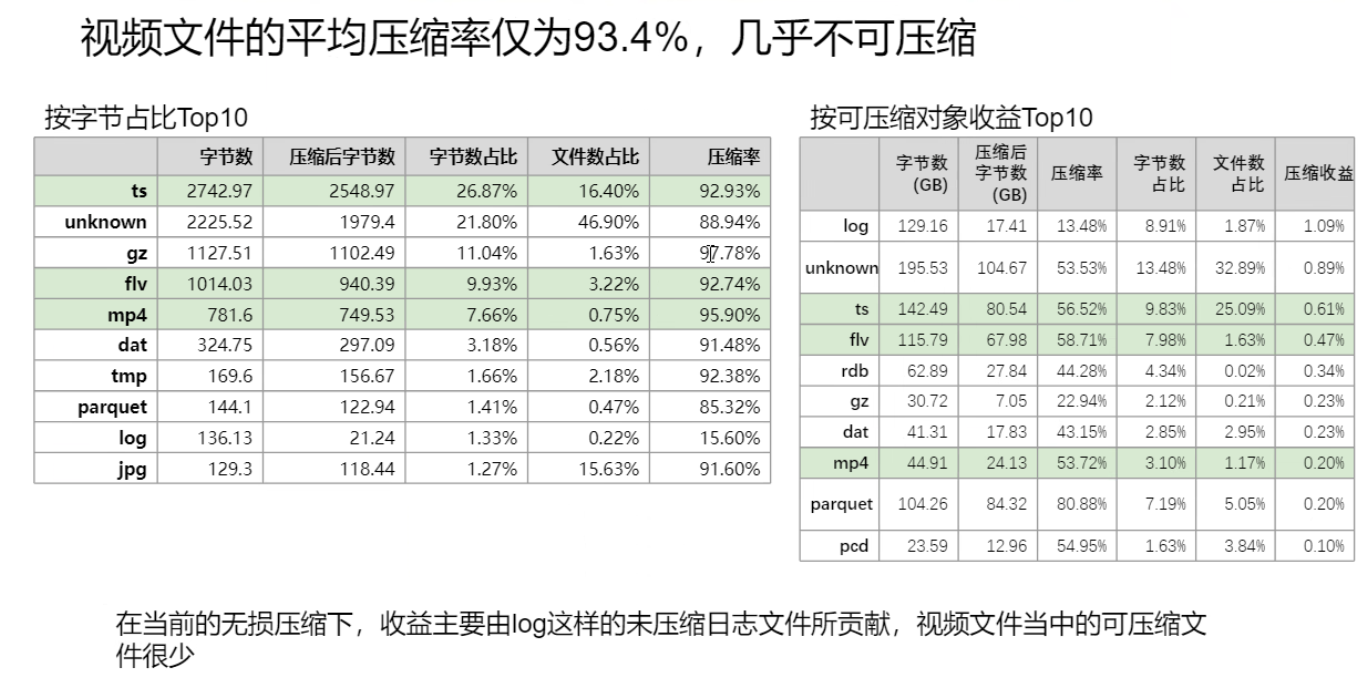 视频文件的平均压缩率仅为93.4%，几乎不可压缩
按字节占比Top10
字节数 压缩后字节数 字节数占比 文件数占比 压缩率
ts 2742.97 2548.97 26.87% 16.40% 92.93%
unknown 2225.52 1979.4 21.80% 46.90% 88.94%
gz 1127.51 1102.49 11.04% 1.63% 97.78%
flv 1014.03 940.39 9.93% 3.22% 92.74%
mp4 781.6 749.53 7.66% 0.75% 95.90%
dat 324.75 297.09 3.18% 0.56% 91.48%
tmp 169.6 156.67 1.66% 2.18% 92.38%
parquet 144.1 122.94 1.41% 0.47% 85.32%
log 136.13 21.24 1.33% 0.22% 15.60%
jpg 129.3 118.44 1.27% 15.63% 91.60%
按可压缩对象收益Top10
字节数 (GB) 压缩后字节数 (GB) 压缩率 字节数占比 文件数占比 压缩收益
log 129.16 17.41 13.48% 8.91% 1.87% 1.09%
unknown 195.53 104.67 53.53% 13.48% 32.89% 0.89%
ts 142.49 80.54 56.52% 9.83% 25.09% 0.61%
flv 115.79 67.98 58.71% 7.98% 1.63% 0.47%
rdb 62.89 27.84 44.28% 4.34% 0.02% 0.34%
gz 30.72 7.05 22.94% 2.12% 0.21% 0.23%
dat 41.31 17.83 43.15% 2.85% 2.95% 0.23%
mp4 44.91 24.13 53.72% 3.10% 1.17% 0.20%
parquet 104.26 84.32 80.88% 7.19% 5.05% 0.20%
pcd 23.59 12.96 54.95% 1.63% 3.84% 0.10%
在当前的无损压缩下，收益主要由log这样的未压缩日志文件所贡献，视频文件当中的可压缩文
件很少